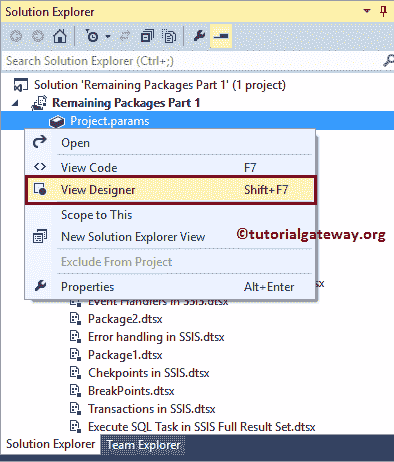 Solution Explorer
Search Solution Explorer (Ctrl+;)
Solution 'Remaining Packages Part 1' (1 project)
Remaining Packages Part 1
Project.params
Open
View Code F7
View Designer Shift+F7
Scope to This
New Solution Explorer View
©tutorialgateway.org
Exclude From Project
Properties Alt+Enter
Event Handlers in SSIS.dtsx
Package2.dtsx
Error handling in SSIS.dtsx
Package1.dtsx
Chekpoints in SSIS.dtsx
BreakPoints.dtsx
Transactions in SSIS.dtsx
Execute SQL Task in SSIS Full Result Set.dtsx
Solution Explorer Team Explorer